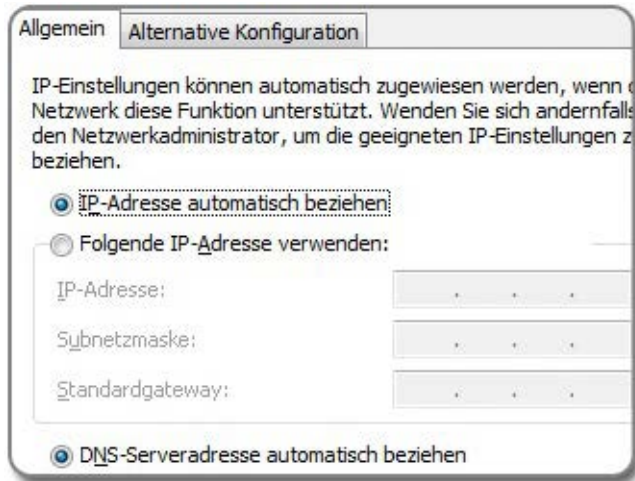 Allgemein
Alternative Konfiguration
IP-Einstellungen können automatisch zugewiesen werden, wenn
Netzwerk diese Funktion unterstützt. Wenden Sie sich andernfalls
den Netzwerkadministrator, um die geeigneten IP-Einstellungen z
beziehen.
IP-Adresse automatisch beziehen
Folgende IP-Adresse verwenden:
IP-Adresse:
Subnetzmaske:
Standardgateway:
DNS-Serveradresse automatisch beziehen